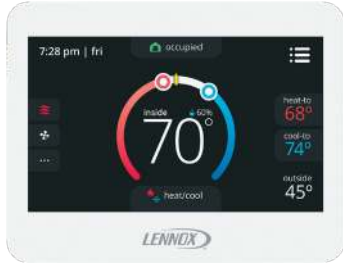 7:28 pm | fri
occupied
inside
60%
70°
heat-to
68°
cool-to
74°
outside
45°
heat/cool
LENNOX